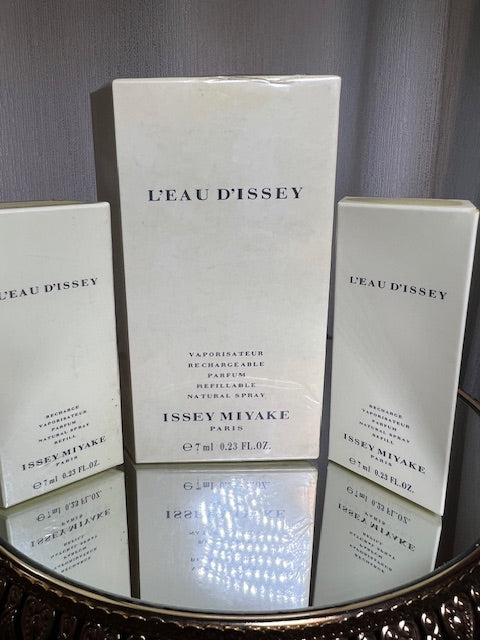 L'EAU D'ISSEY
VAPORISATEUR
RECHARGEABLE
PARFUM
REFILLABLE
NATURAL SPRAY
ISSEY MIYAKE
PARIS
℮ 7 ml 0.23 FL.OZ.
L'EAU D'ISSEY
RECHARGE
VAPORISATEUR
PARFUM
NATURAL SPRAY
REFILL
ISSEY MIYAKE
PARIS
℮ 7 ml 0.23 FL.OZ.
L'EAU D'ISSEY
RECHARGE
VAPORISATEUR
PARFUM
NATURAL SPRAY
REFILL
ISSEY MIYAKE
PARIS
℮ 7 ml 0.23 FL.OZ.